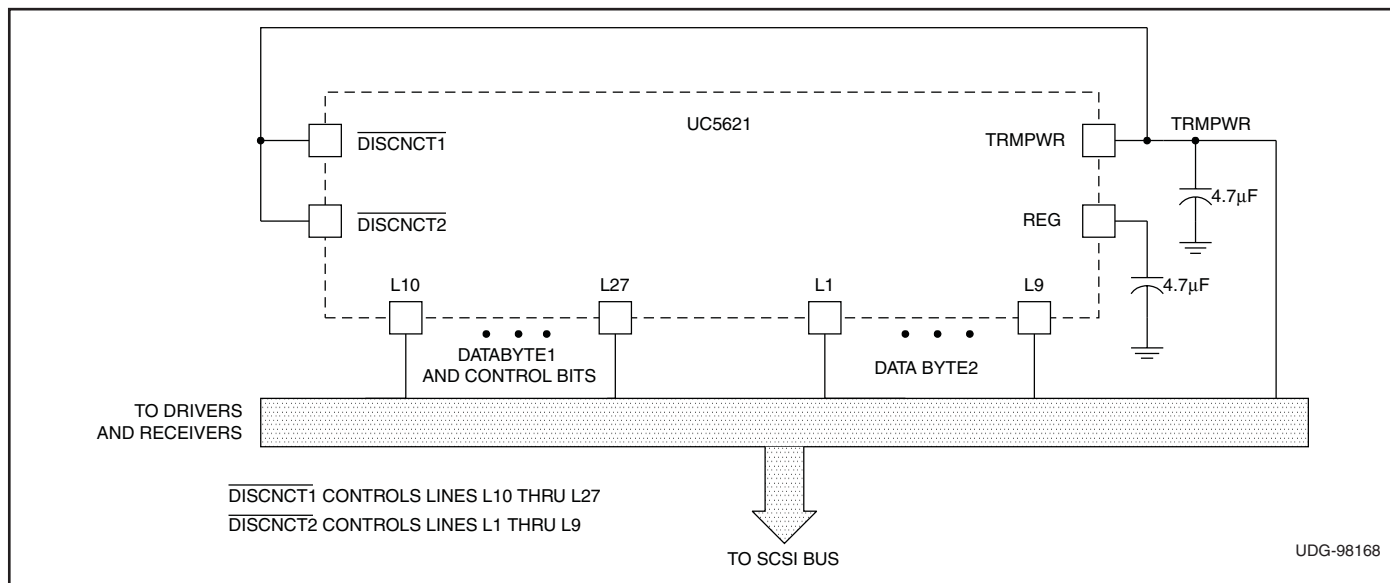 UC5621
TRMPWR
TRMPWR
DISCNCT1
4.7μF
DISCNCT2
REG
L10
L27
L1
L9
4.7μF
DATABYTE1
AND CONTROL BITS
DATA BYTE2
TO DRIVERS
AND RECEIVERS
DISCNCT1 CONTROLS LINES L10 THRU L27
DISCNCT2 CONTROLS LINES L1 THRU L9
TO SCSI BUS
UDG-98168